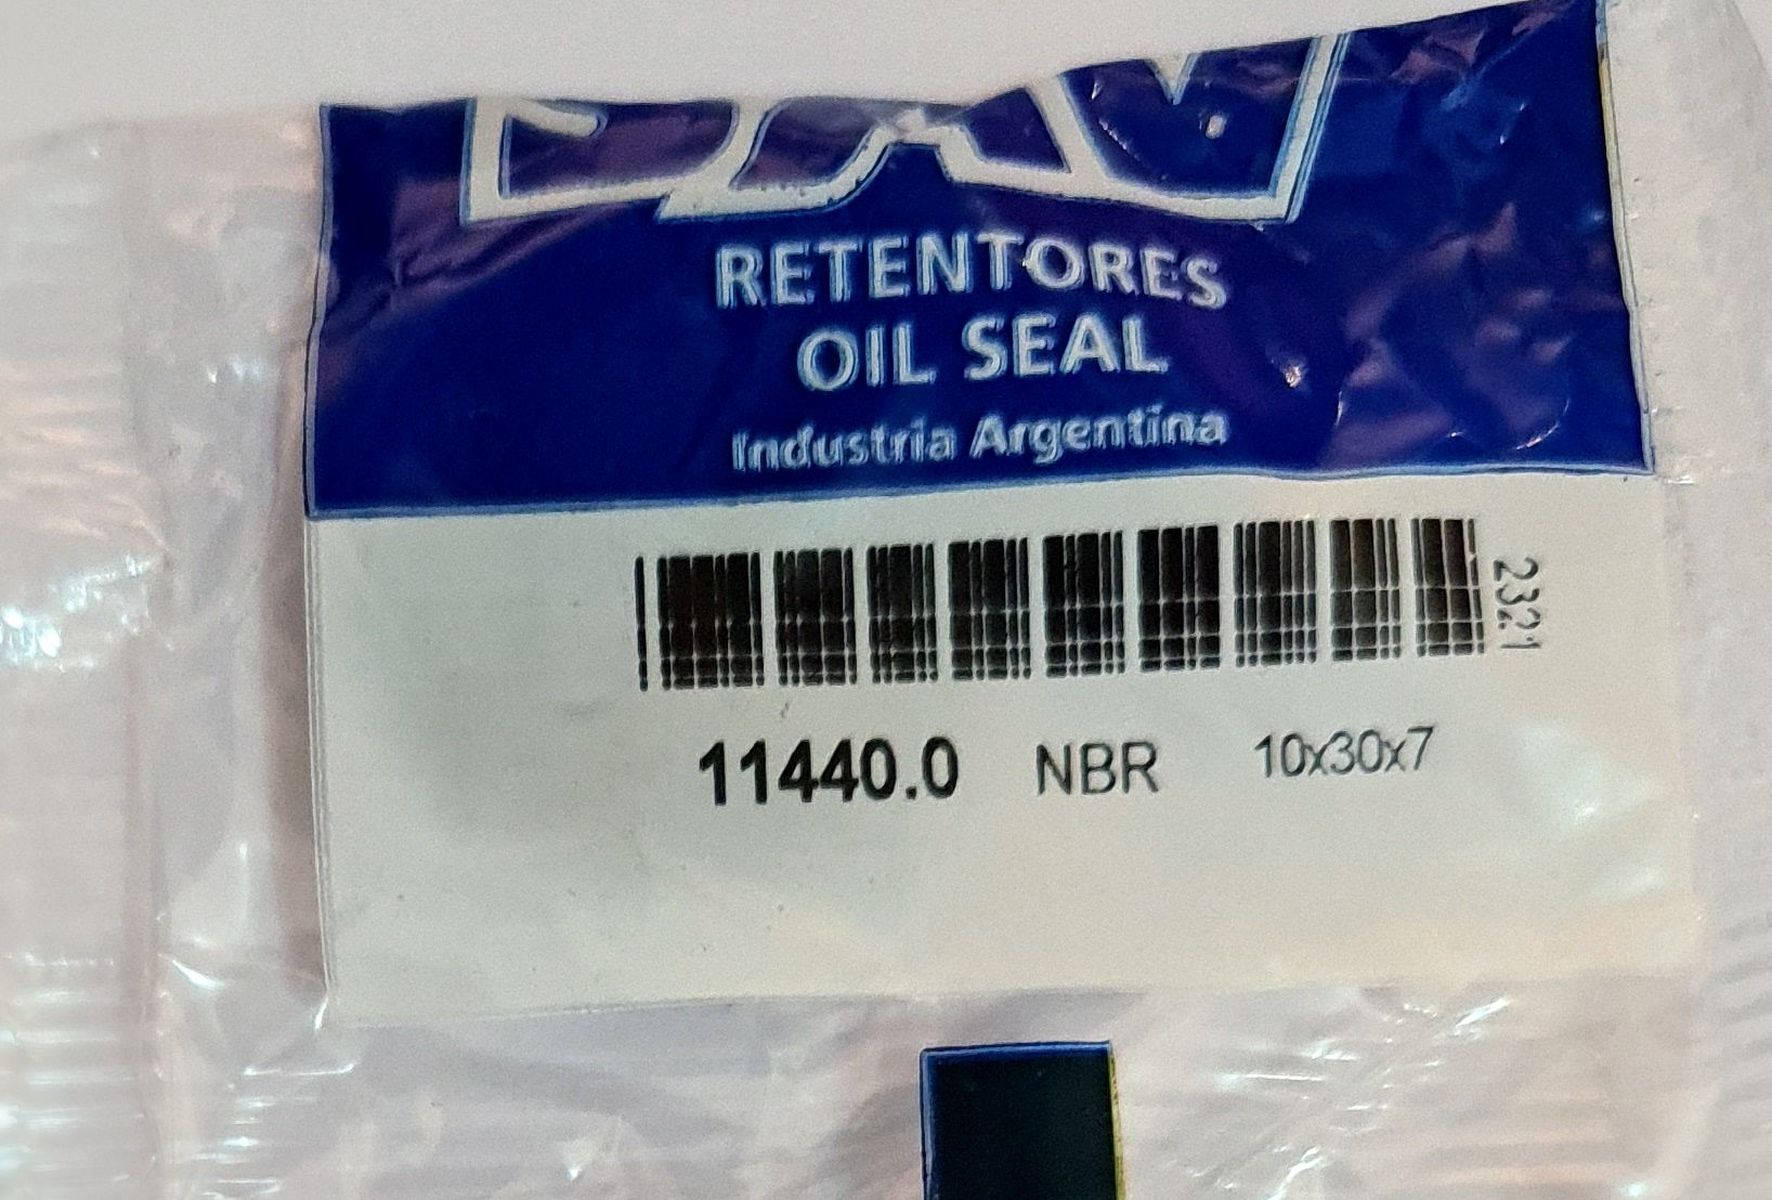 RETENTORES
OIL SEAL
Industria Argentina
2321
11440.0 NBR 10x30x7